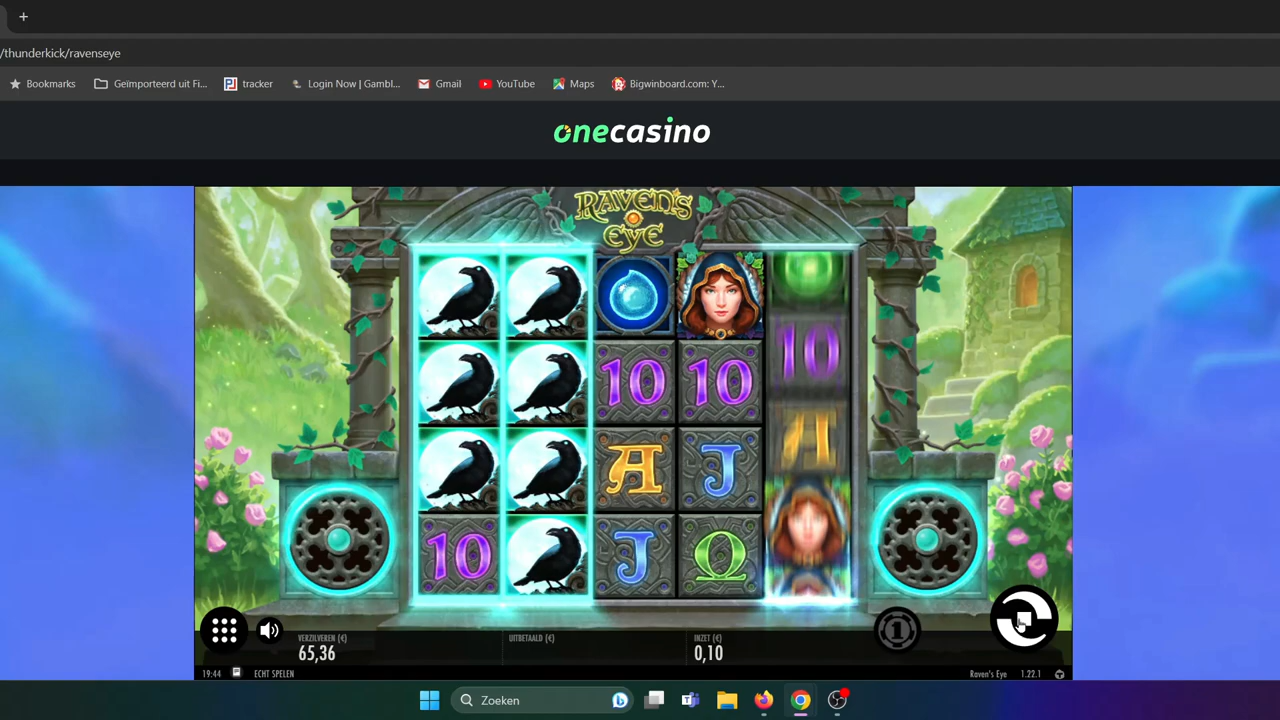 /thunderkick/ravenseye
Bookmarks Geïmporteerd uit Fi... tracker Login Now | Gambl... Gmail YouTube Maps Bigwinboard.com: Y...
onecasino
RAVEN'S
EYE
10
10 10
A J A
10 J Q
1
VERZILVEREN (€) UITBETAALD (€) INZET (€)
65,36 0,10
19:44 ECHT SPELEN Raven's Eye 1.22.1
Zoeken